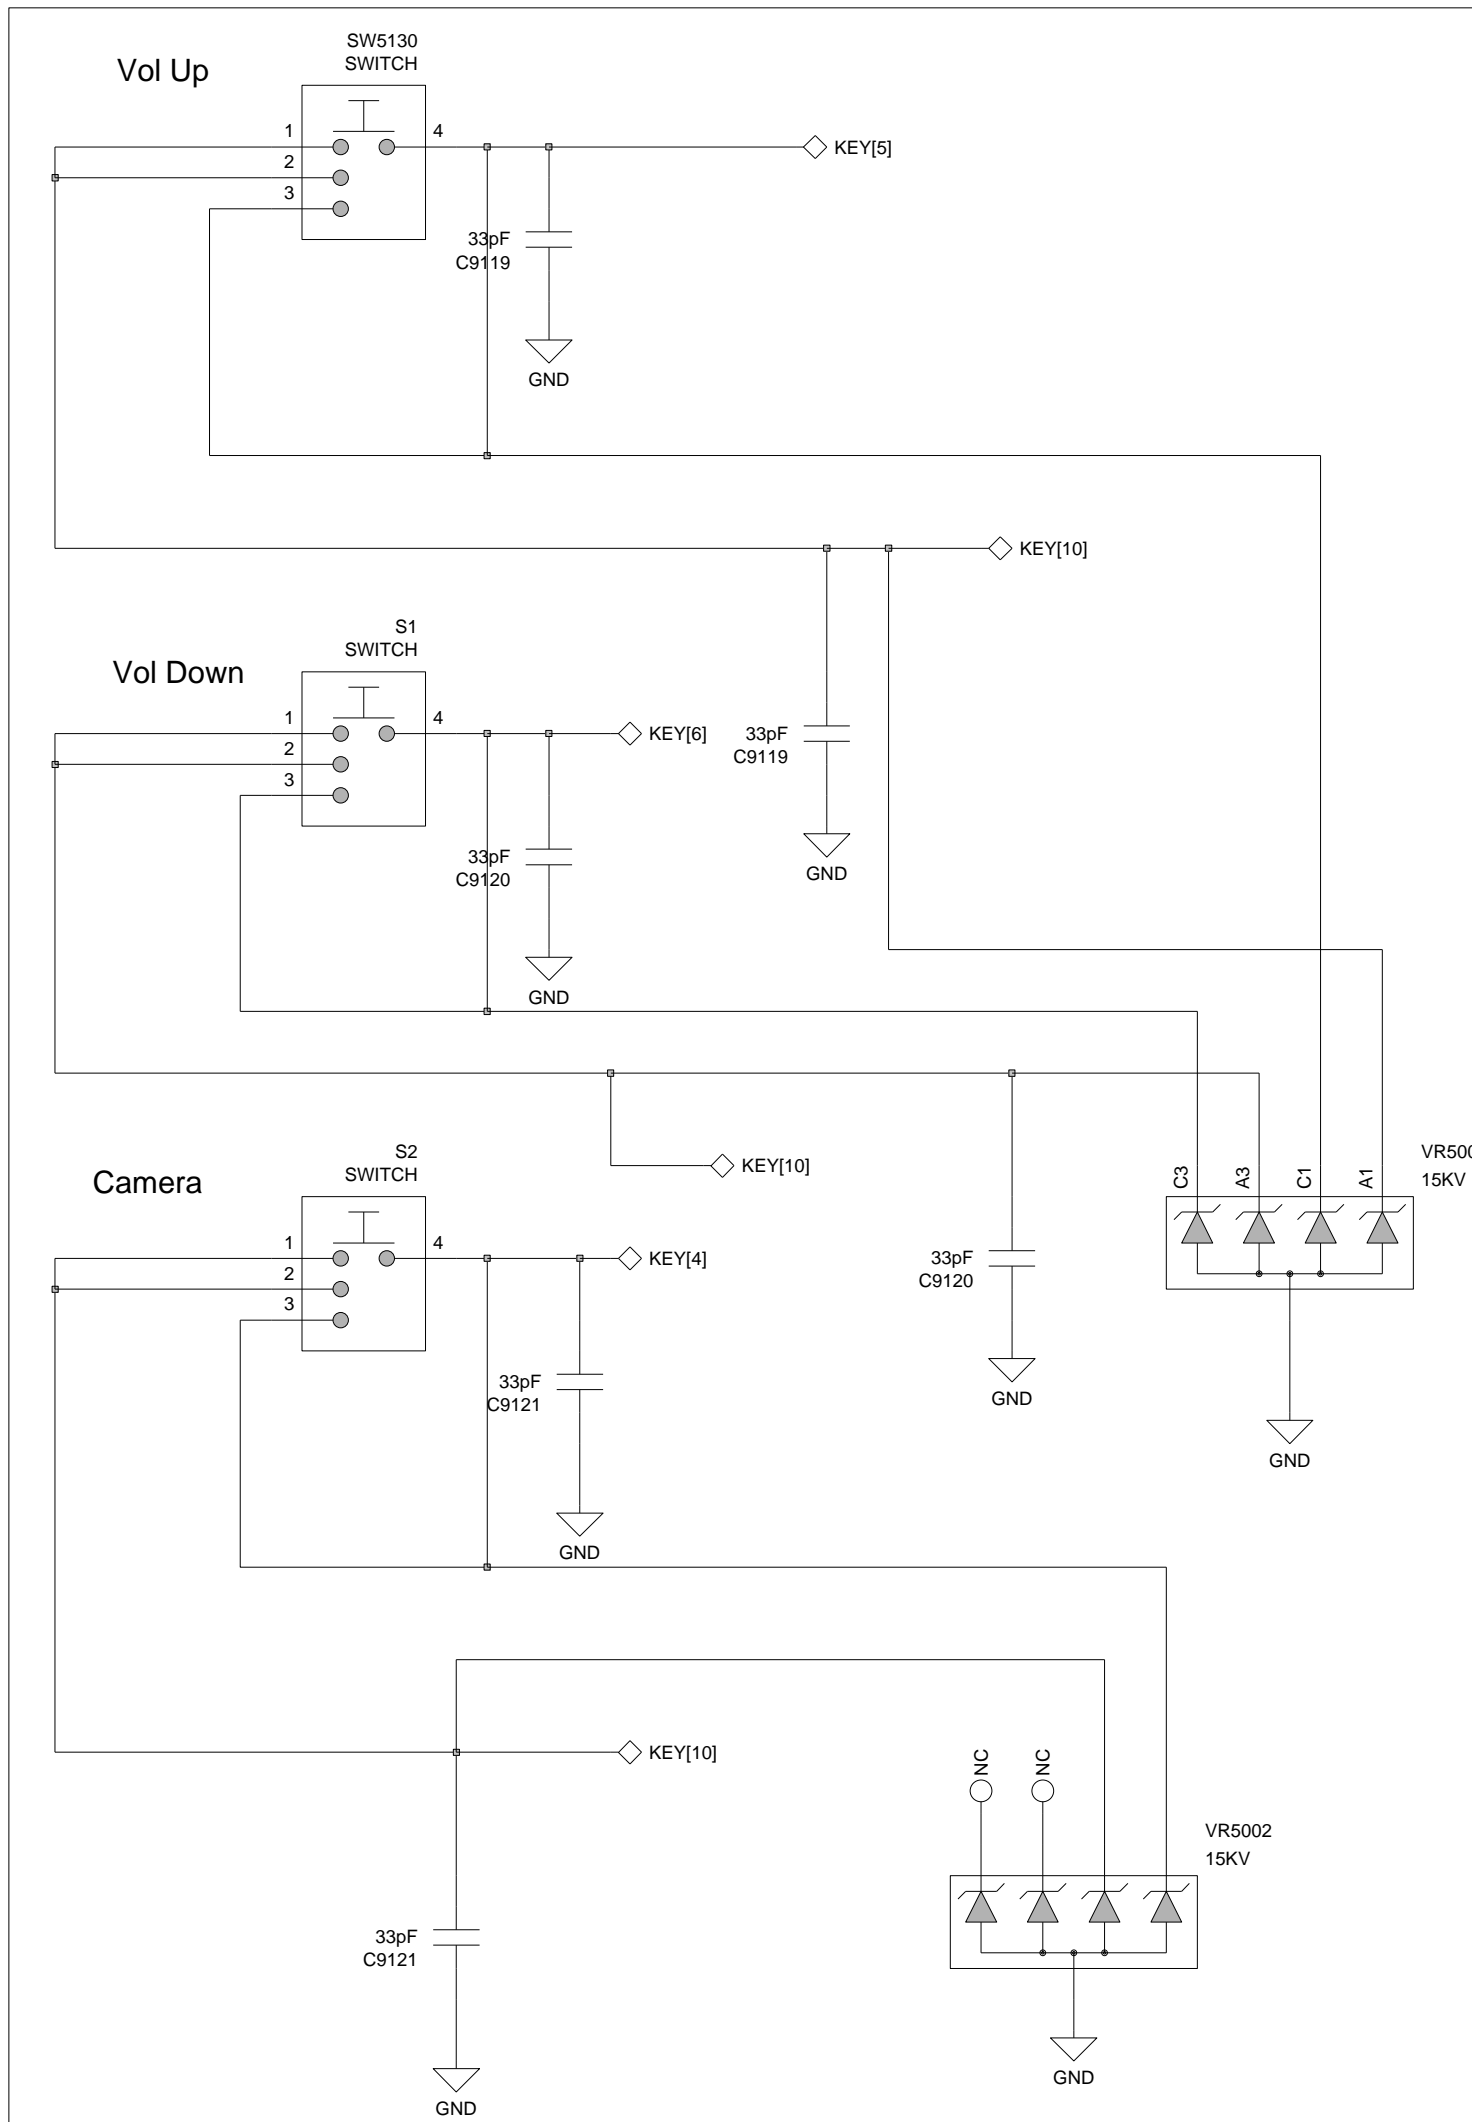 SW5130
SWITCH
Vol Up
1
4
2
3
KEY[5]
33pF
C9119
GND
KEY[10]
S1
SWITCH
Vol Down
1
4
2
3
KEY[6]
33pF
C9119
GND
33pF
C9120
GND
S2
SWITCH
Camera
KEY[10]
C3
A3
C1
A1
VR500
15KV
1
4
2
3
KEY[4]
33pF
C9120
GND
GND
33pF
C9121
GND
KEY[10]
NC
NC
VR5002
15KV
33pF
C9121
GND
GND